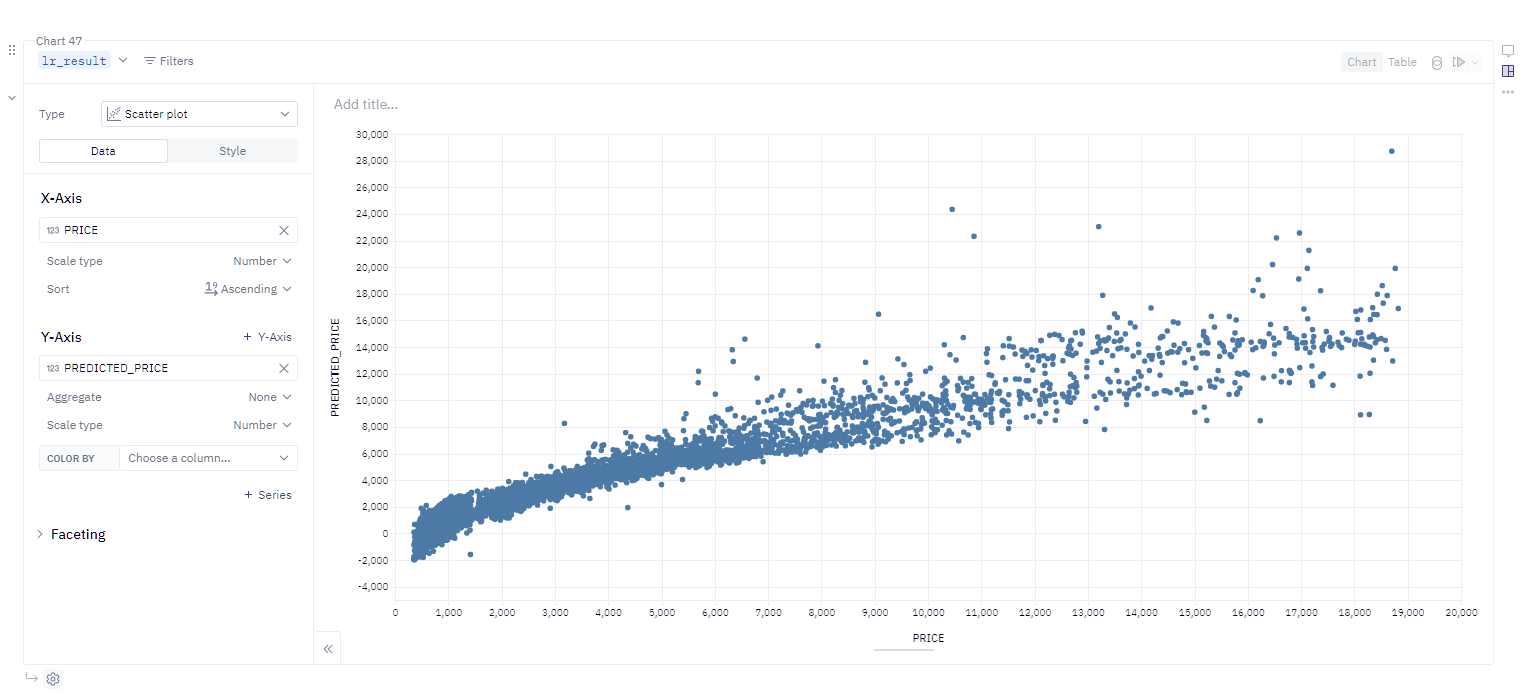 Chart 47
lr_result
Filters
Chart Table
Type
Scatter plot
Data Style
X-Axis
123 PRICE
Scale type Number
Sort Ascending
Y-Axis + Y-Axis
123 PREDICTED_PRICE
Aggregate None
Scale type Number
COLOR BY Choose a column...
+ Series
Faceting
Add title...
PREDICTED_PRICE
30,000
28,000
26,000
24,000
22,000
20,000
18,000
16,000
14,000
12,000
10,000
8,000
6,000
4,000
2,000
0
-2,000
-4,000
0 1,000 2,000 3,000 4,000 5,000 6,000 7,000 8,000 9,000 10,000 11,000 12,000 13,000 14,000 15,000 16,000 17,000 18,000 19,000 20,000
PRICE